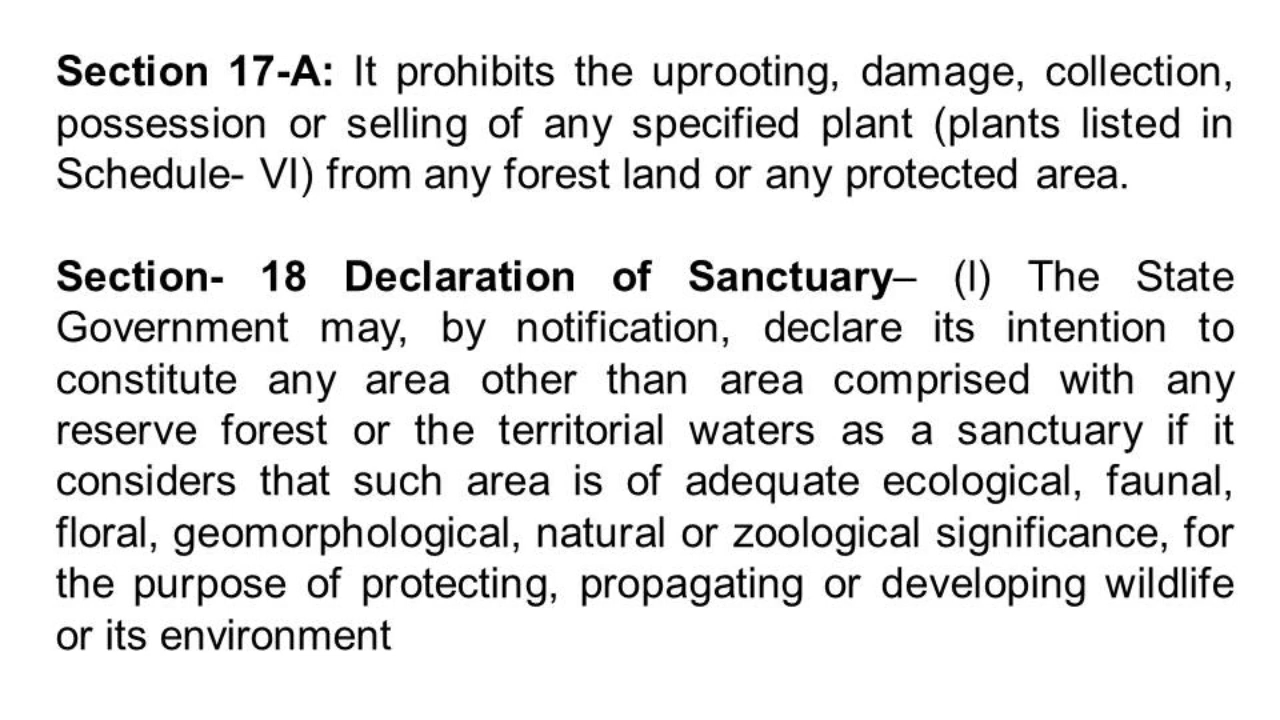 Section 17-A: It prohibits the uprooting, damage, collection,
possession or selling of any specified plant (plants listed in
Schedule- VI) from any forest land or any protected area.
Section- 18 Declaration of Sanctuary– (l) The State
Government may, by notification, declare its intention to
constitute any area other than area comprised with any
reserve forest or the territorial waters as a sanctuary if it
considers that such area is of adequate ecological, faunal,
floral, geomorphological, natural or zoological significance, for
the purpose of protecting, propagating or developing wildlife
or its environment